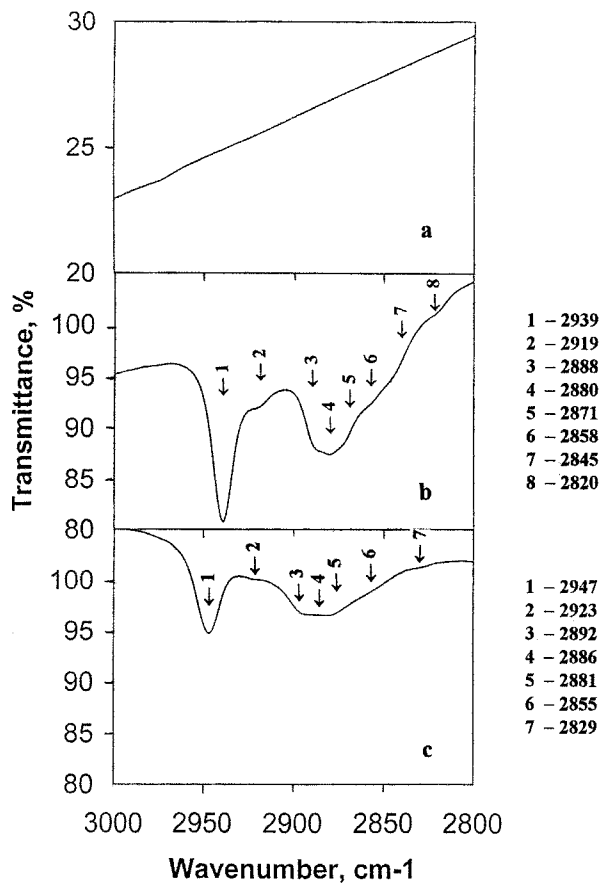 30
25
a
20
Transmittance, %
100
95
90
85
80
1
2
3
4
5
6
7
8
b
1 – 2939
2 – 2919
3 – 2888
4 – 2880
5 – 2871
6 – 2858
7 – 2845
8 – 2820
100
95
90
85
80
1
2
3
4
5
6
7
c
1 – 2947
2 – 2923
3 – 2892
4 – 2886
5 – 2881
6 – 2855
7 – 2829
3000 2950 2900 2850 2800
Wavenumber, cm-1